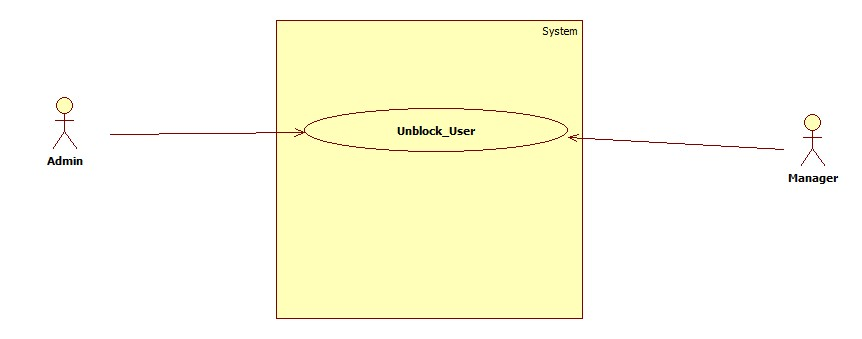 System
Unblock_User
Admin
Manager